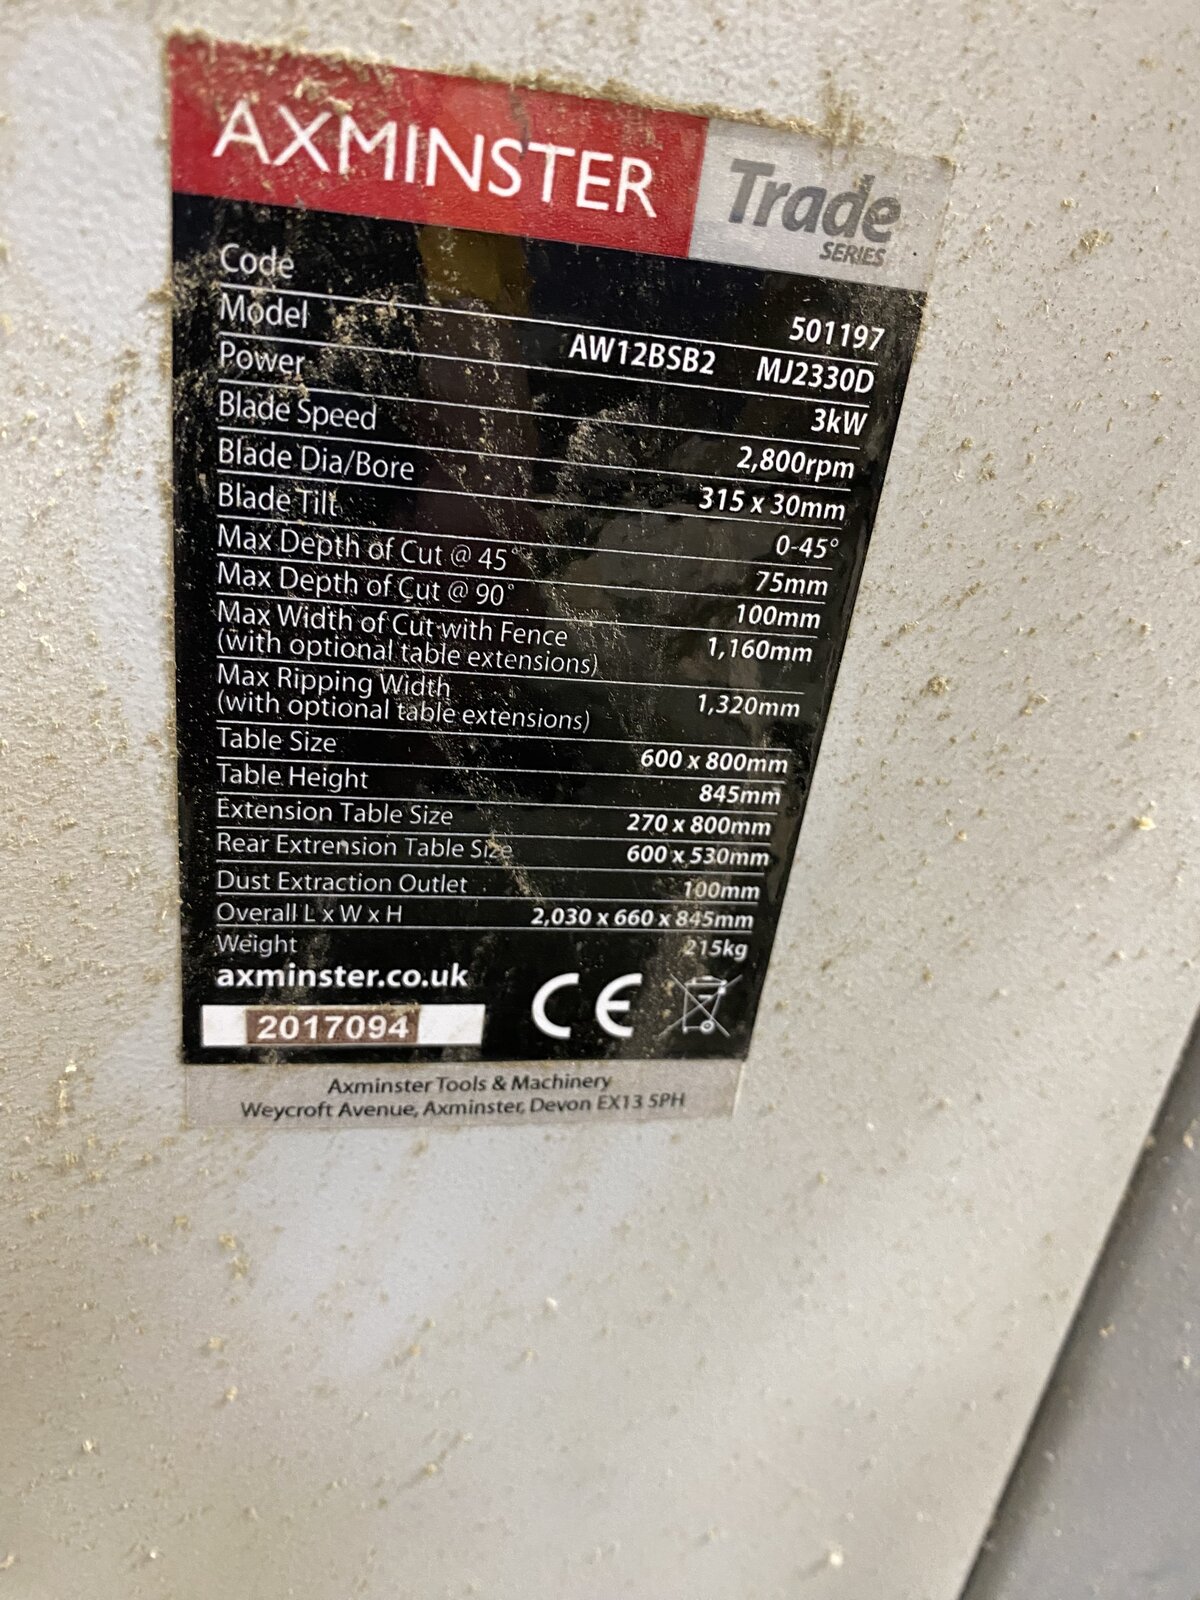 AXMINSTER Trade SERIES
Code 501197
Model AW12BSB2 MJ2330D
Power 3kW
Blade Speed 2,800rpm
Blade Dia/Bore 315 x 30mm
Blade Tilt 0-45°
Max Depth of Cut @ 45° 75mm
Max Depth of Cut @ 90° 100mm
Max Width of Cut with Fence 1,160mm
(with optional table extensions)
Max Ripping Width 1,320mm
(with optional table extensions)
Table Size 600 x 800mm
Table Height 845mm
Extension Table Size 270 x 800mm
Rear Extrension Table Size 600 x 530mm
Dust Extraction Outlet 100mm
Overall L x W x H 2,030 x 660 x 845mm
Weight 215kg
axminster.co.uk
CE
2017094
Axminster Tools & Machinery
Weycroft Avenue, Axminster, Devon EX13 5PH